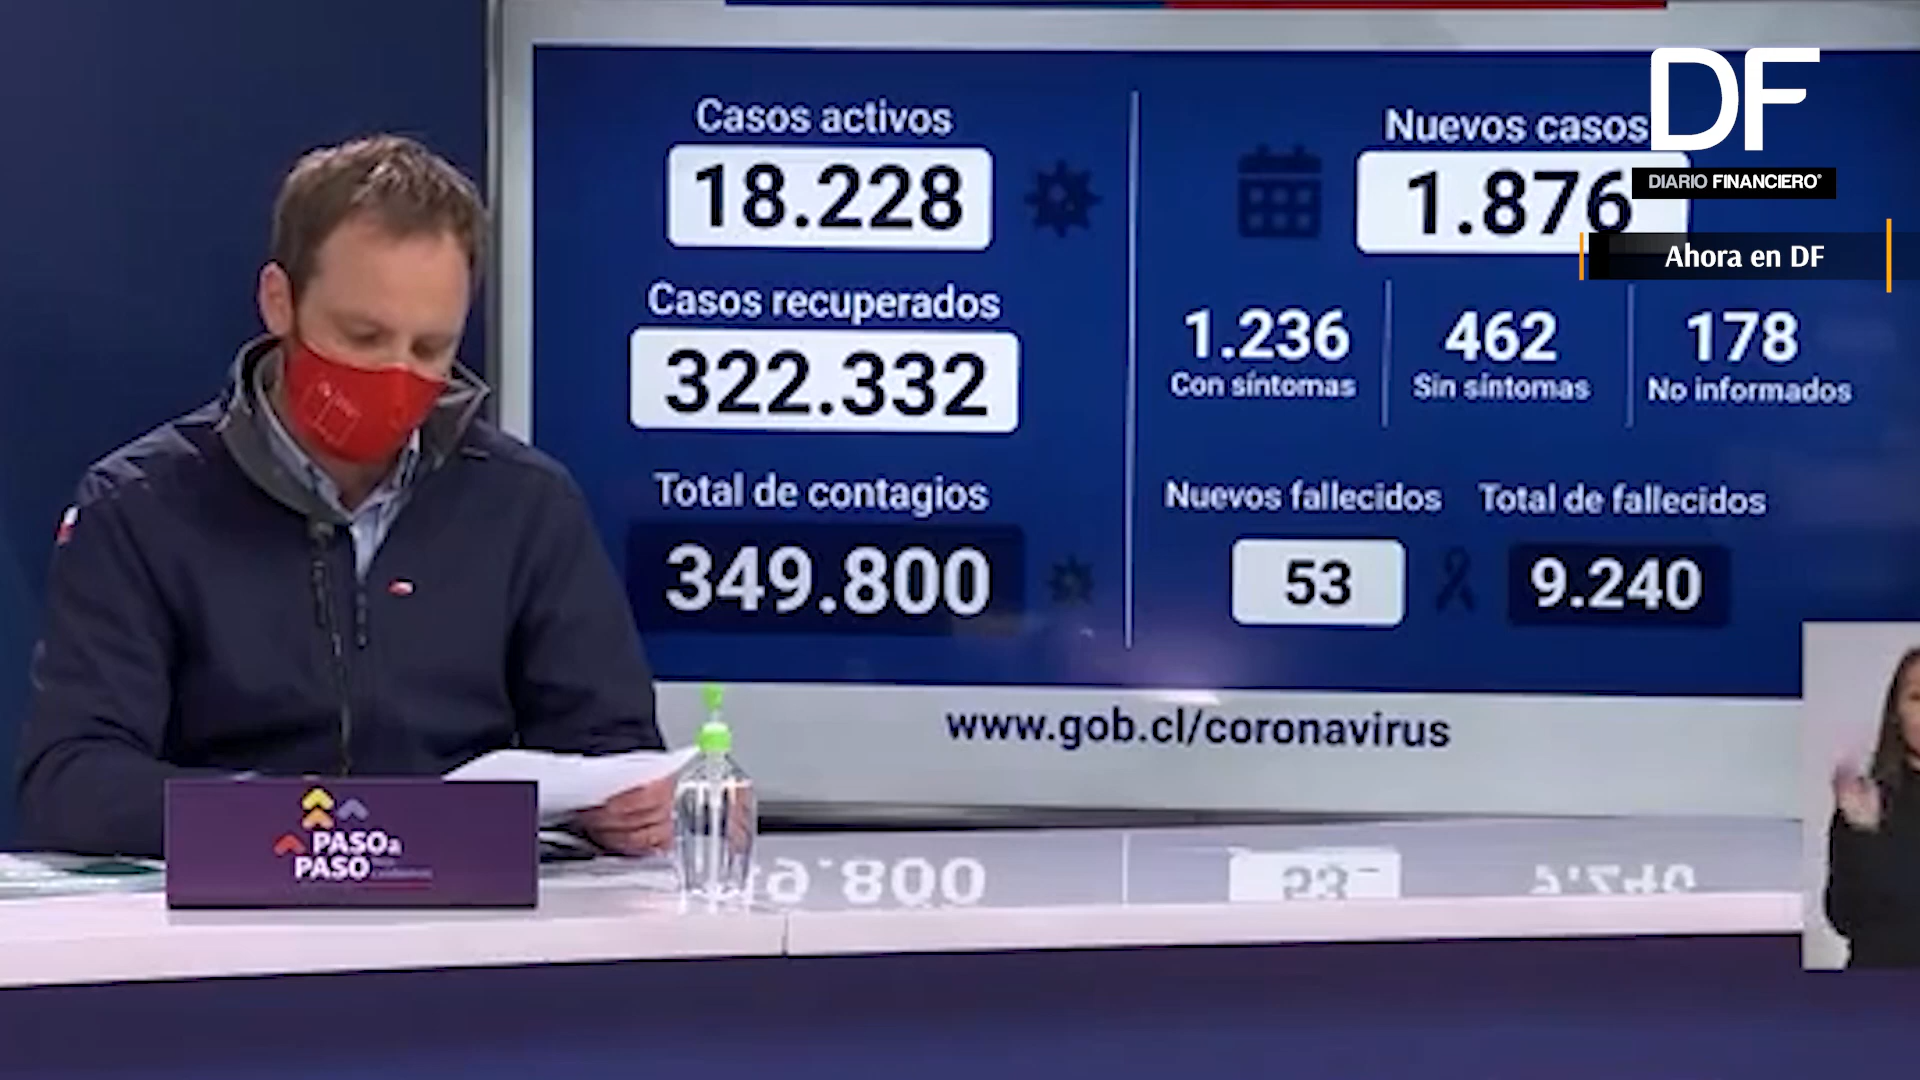 Casos activos
18.228
Casos recuperados
322.332
Total de contagios
349.800
Nuevos casos
1.876
1.236
Con síntomas
462
Sin síntomas
178
No informados
Nuevos fallecidos
53
Total de fallecidos
9.240
www.gob.cl/coronavirus
DF
DIARIO FINANCIERO®
Ahora en DF
PASO a
PASO